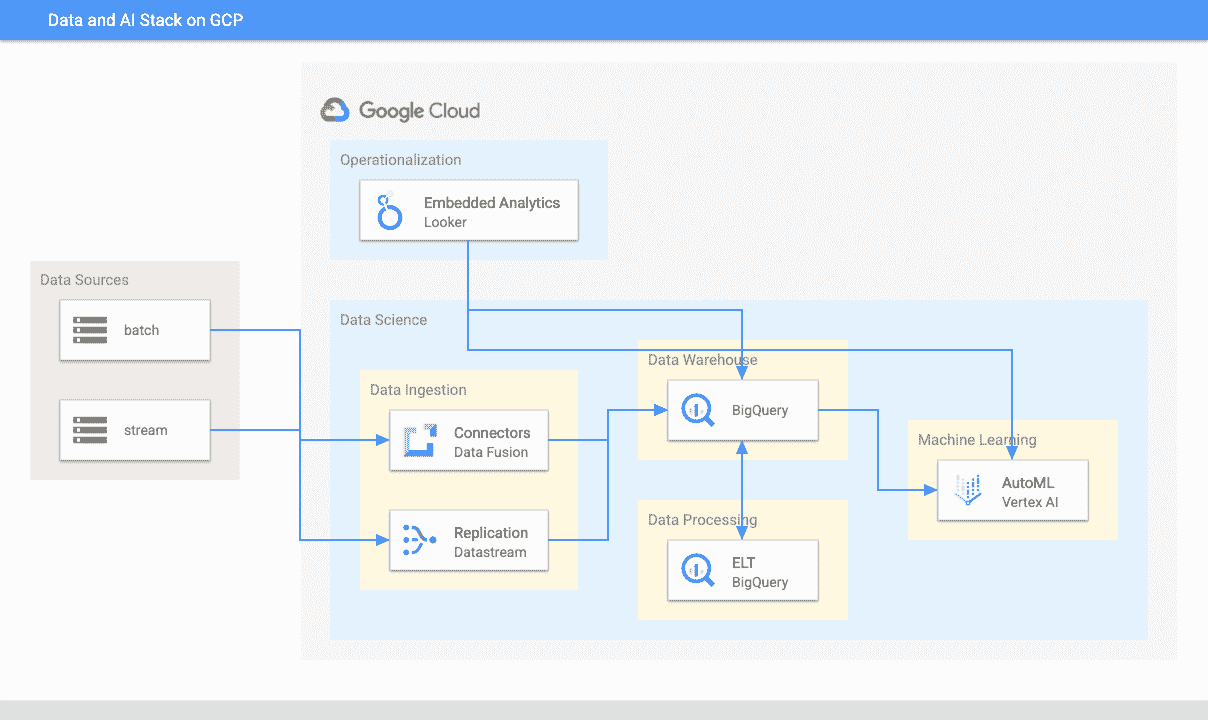 Data and AI Stack on GCP
Google Cloud
Operationalization
Embedded Analytics
Looker
Data Sources
batch
stream
Data Science
Data Ingestion
Connectors
Data Fusion
Replication
Datastream
Data Warehouse
BigQuery
Data Processing
ELT
BigQuery
Machine Learning
AutoML
Vertex AI